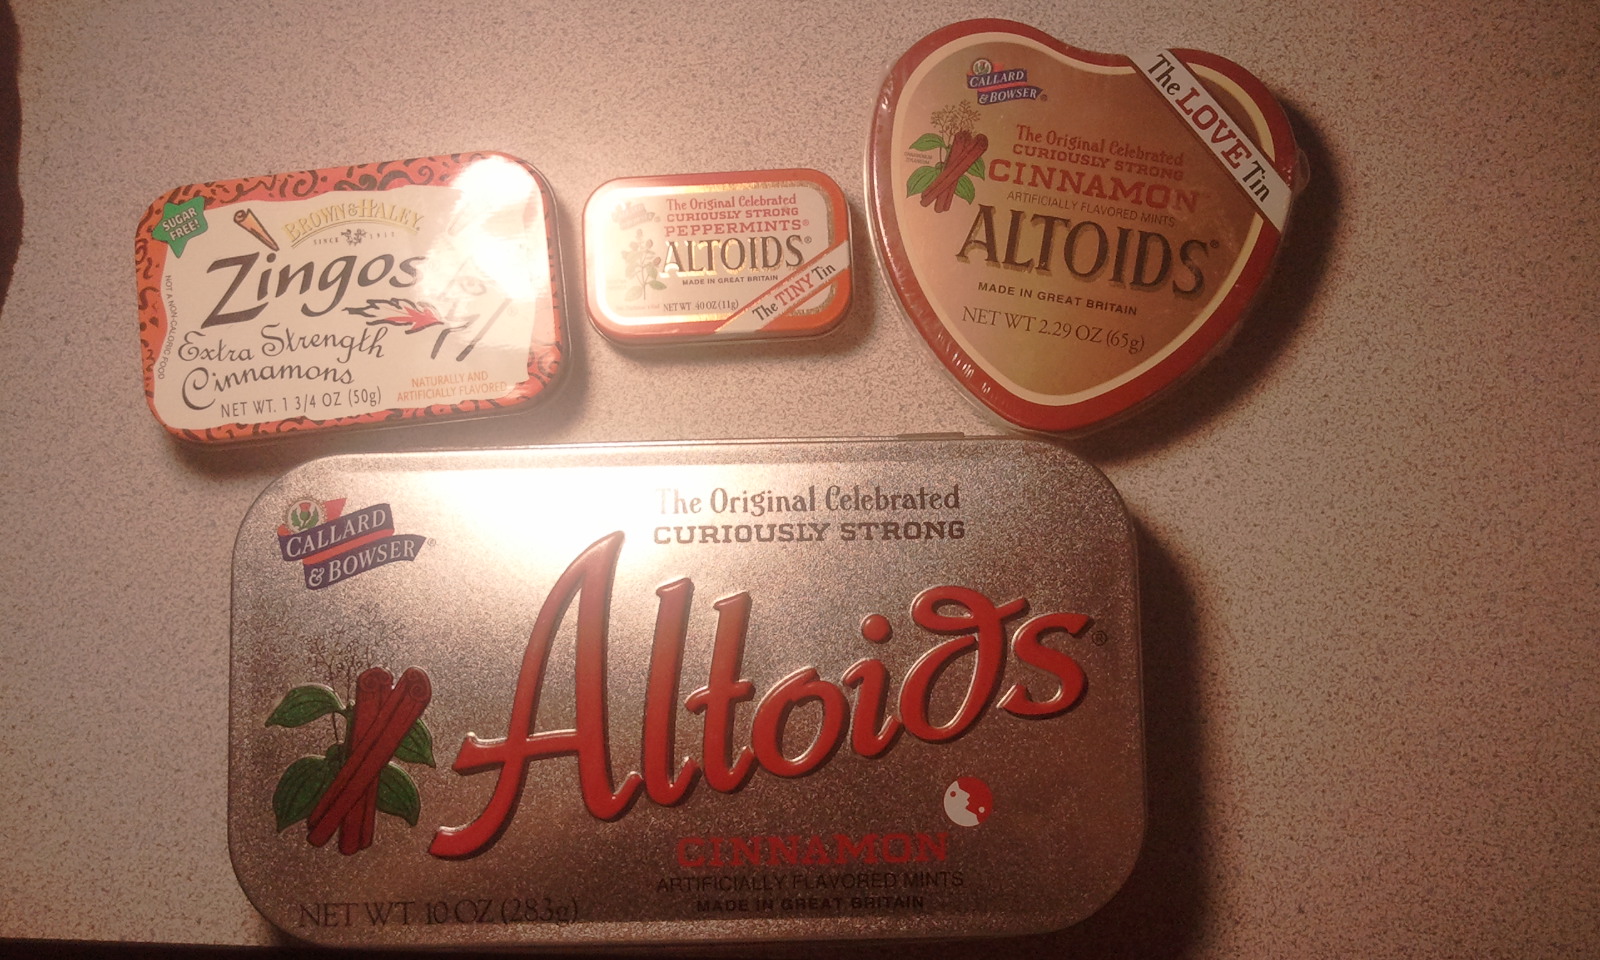 SUGAR
FREE!
BROWN & HALEY
SINCE 1912
Zingos
Extra Strength
Cinnamons
NET WT. 1 3/4 OZ (50g)
NATURALLY AND
ARTIFICIALLY FLAVORED
NOT A NON-CALORIC FOOD
The Original Celebrated
CURIOUSLY STRONG
PEPPERMINTS®
ALTOIDS®
MADE IN GREAT BRITAIN
NET WT .40 OZ (11g)
The TINY Tin
CALLARD
& BOWSER®
The LOVE Tin
The Original Celebrated
CURIOUSLY STRONG
CINNAMON
ARTIFICIALLY FLAVORED MINTS
ALTOIDS®
MADE IN GREAT BRITAIN
NET WT 2.29 OZ (65g)
CALLARD
& BOWSER®
The Original Celebrated
CURIOUSLY STRONG
Altoids®
CINNAMON
ARTIFICIALLY FLAVORED MINTS
MADE IN GREAT BRITAIN
NET WT 10 OZ (283g)